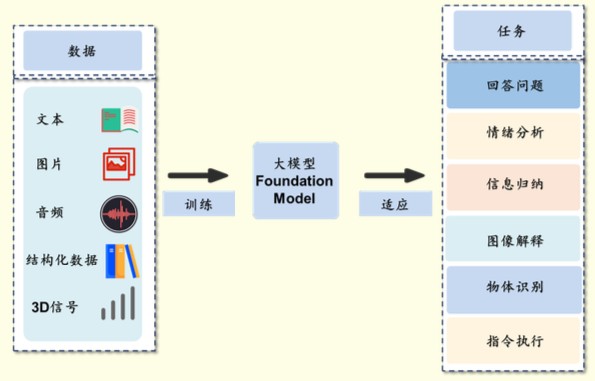 数据
文本
图片
音频
结构化数据
3D信号
训练
大模型
Foundation
Model
适应
任务
回答问题
情绪分析
信息归纳
图像解释
物体识别
指令执行